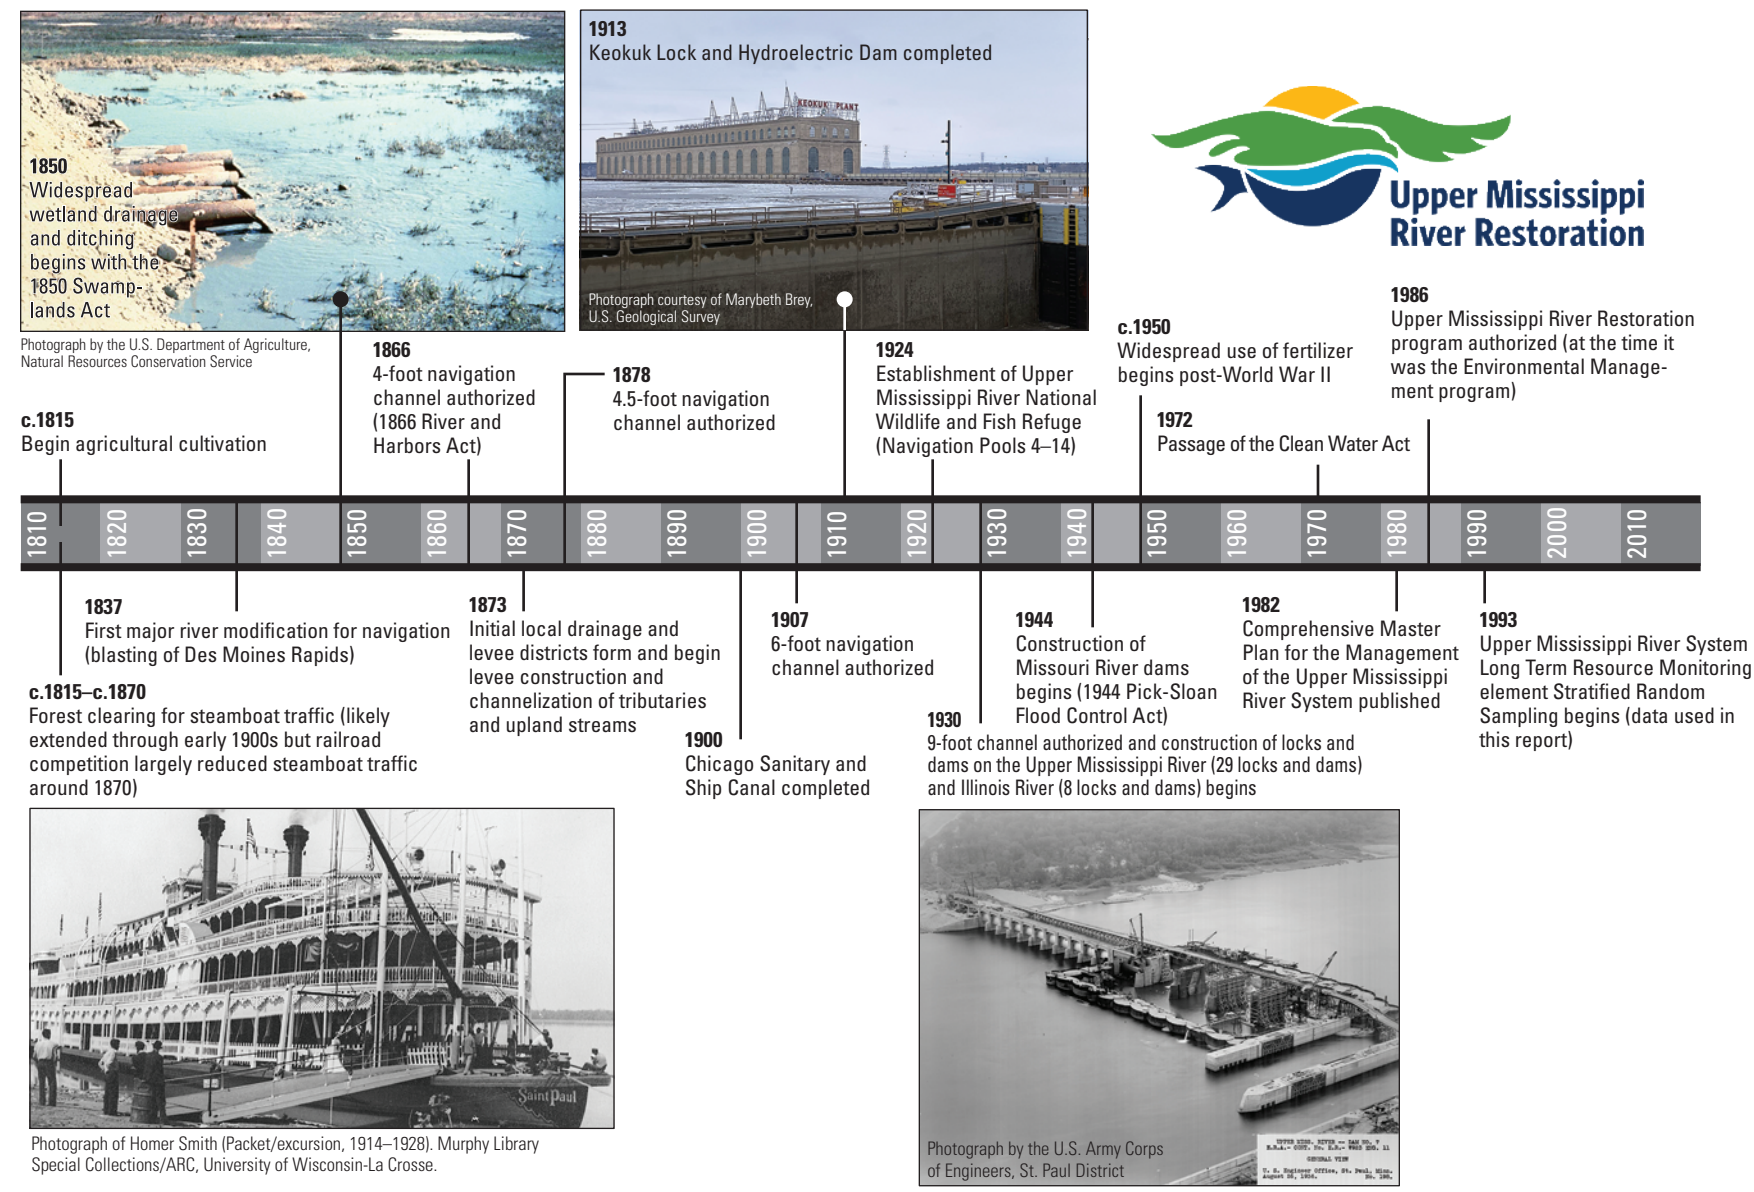 1850
Widespread
wetland drainage
and ditching
begins with the
1850 Swamp-
lands Act
Photograph by the U.S. Department of Agriculture,
Natural Resources Conservation Service
1913
Keokuk Lock and Hydroelectric Dam completed
KEOKUK PLANT
Photograph courtesy of Marybeth Brey,
U.S. Geological Survey
Upper Mississippi
River Restoration
c.1815
Begin agricultural cultivation
1866
4-foot navigation
channel authorized
(1866 River and
Harbors Act)
1878
4.5-foot navigation
channel authorized
1924
Establishment of Upper
Mississippi River National
Wildlife and Fish Refuge
(Navigation Pools 4–14)
c.1950
Widespread use of fertilizer
begins post-World War II
1972
Passage of the Clean Water Act
1986
Upper Mississippi River Restoration
program authorized (at the time it
was the Environmental Manage-
ment program)
1810
1820
1830
1840
1850
1860
1870
1880
1890
1900
1910
1920
1930
1940
1950
1960
1970
1980
1990
2000
2010
1837
First major river modification for navigation
(blasting of Des Moines Rapids)
c.1815–c.1870
Forest clearing for steamboat traffic (likely
extended through early 1900s but railroad
competition largely reduced steamboat traffic
around 1870)
1873
Initial local drainage and
levee districts form and begin
levee construction and
channelization of tributaries
and upland streams
1900
Chicago Sanitary and
Ship Canal completed
1907
6-foot navigation
channel authorized
1930
9-foot channel authorized and construction of locks and
dams on the Upper Mississippi River (29 locks and dams)
and Illinois River (8 locks and dams) begins
1944
Construction of
Missouri River dams
begins (1944 Pick-Sloan
Flood Control Act)
1982
Comprehensive Master
Plan for the Management
of the Upper Mississippi
River System published
1993
Upper Mississippi River System
Long Term Resource Monitoring
element Stratified Random
Sampling begins (data used in
this report)
Saint Paul
Photograph of Homer Smith (Packet/excursion, 1914–1928). Murphy Library
Special Collections/ARC, University of Wisconsin-La Crosse.
Photograph by the U.S. Army Corps
of Engineers, St. Paul District
UPPER MISS. RIVER — DAM NO. 7
GENERAL VIEW
U. S. Engineer Office, St. Paul, Minn.